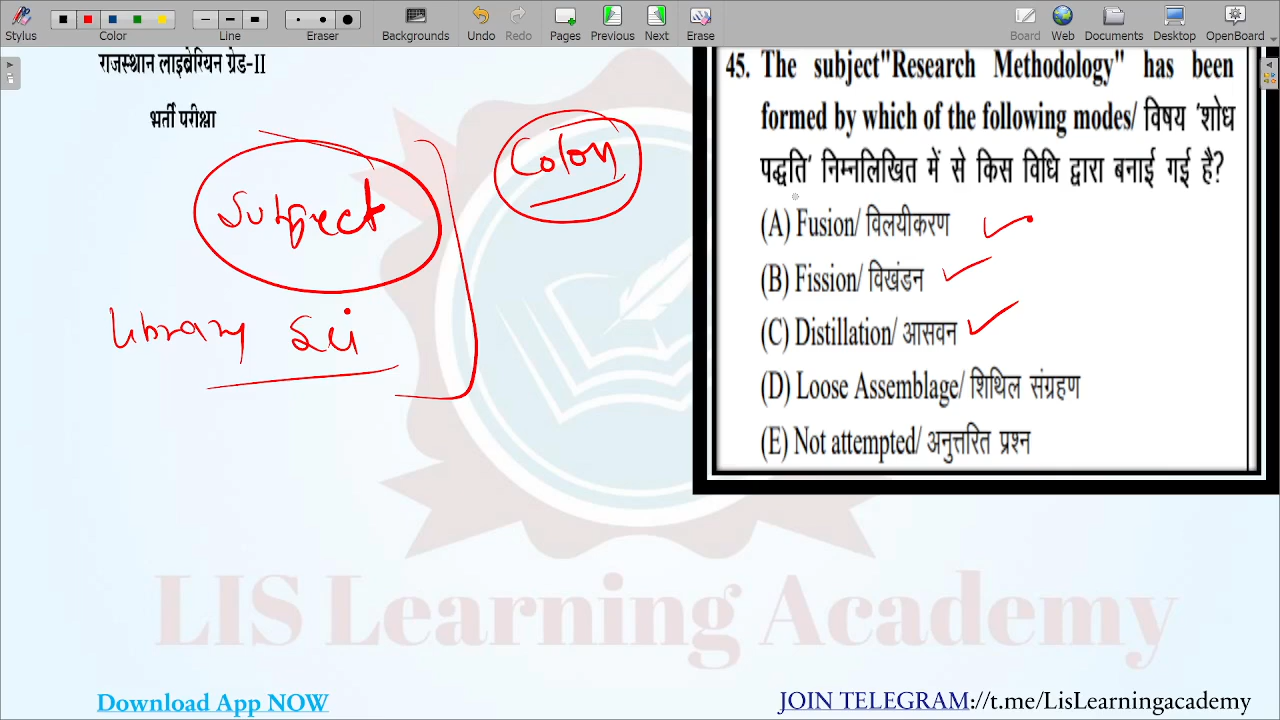 Stylus
Color
Line
Eraser
Backgrounds
Undo
Redo
Pages
Previous
Next
Erase
Board
Web
Documents
Desktop
OpenBoard
राजस्थान लाइब्रेरियन ग्रेड-II
भर्ती परीक्षा
Subject
Library Sci
Colon
45. The subject"Research Methodology" has been
formed by which of the following modes/ विषय 'शोध
पद्धति' निम्नलिखित में से किस विधि द्वारा बनाई गई है?
(A) Fusion/ विलयीकरण
(B) Fission/ विखंडन
(C) Distillation/ आसवन
(D) Loose Assemblage/ शिथिल संग्रहण
(E) Not attempted/ अनुत्तरित प्रश्न
LIS Learning Academy
Download App NOW
JOIN TELEGRAM://t.me/LisLearningacademy